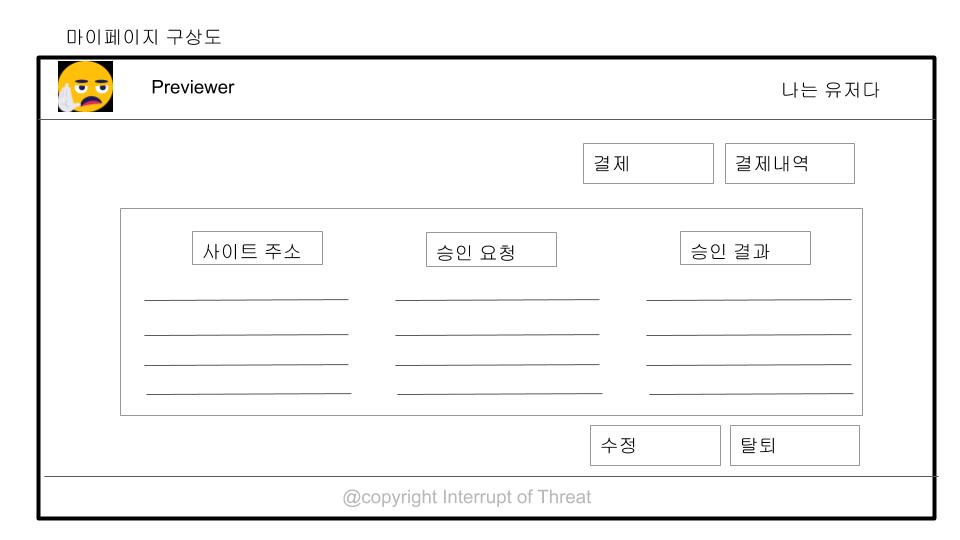 마이페이지 구상도
Previewer
나는 유저다
결제
결제내역
사이트 주소
승인 요청
승인 결과
수정
탈퇴
@copyright Interrupt of Threat